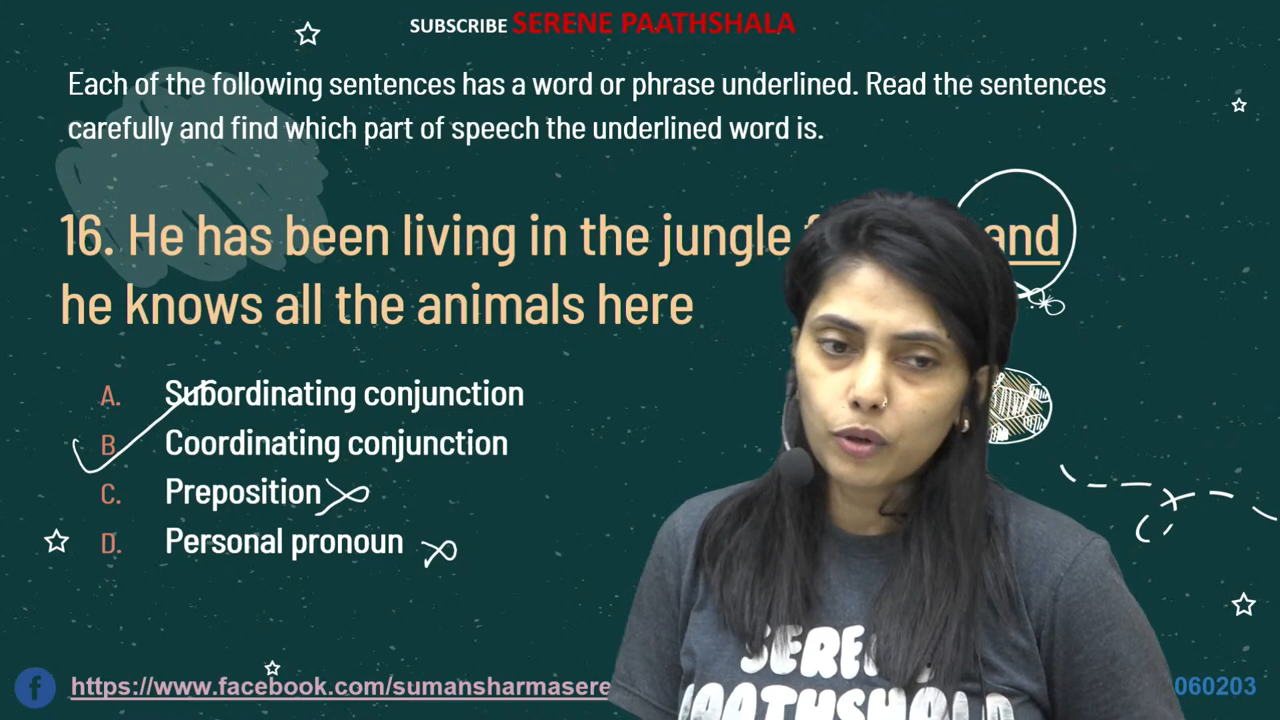 SUBSCRIBE SERENE PAATHSHALA
Each of the following sentences has a word or phrase underlined. Read the sentences
carefully and find which part of speech the underlined word is.
16. He has been living in the jungle and
he knows all the animals here
A. Subordinating conjunction
B Coordinating conjunction
C. Preposition
D. Personal pronoun
SERE
PAATHSHALA
f https://www.facebook.com/sumansharmasere 060203